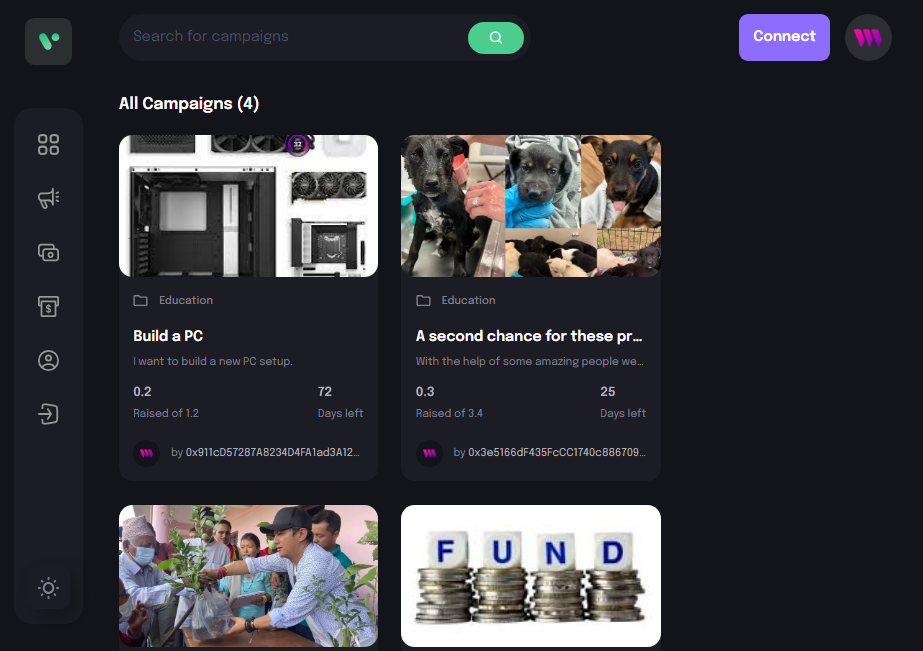 Search for campaigns
Connect
All Campaigns (4)
Education
Build a PC
I want to build a new PC setup.
0.2
72
Raised of 1.2
Days left
by 0x911cD57287A8234D4FA1ad3A12...
Education
A second chance for these pr...
With the help of some amazing people we...
0.3
25
Raised of 3.4
Days left
by 0x3e5166dF435FcCC1740c886709...
FUND